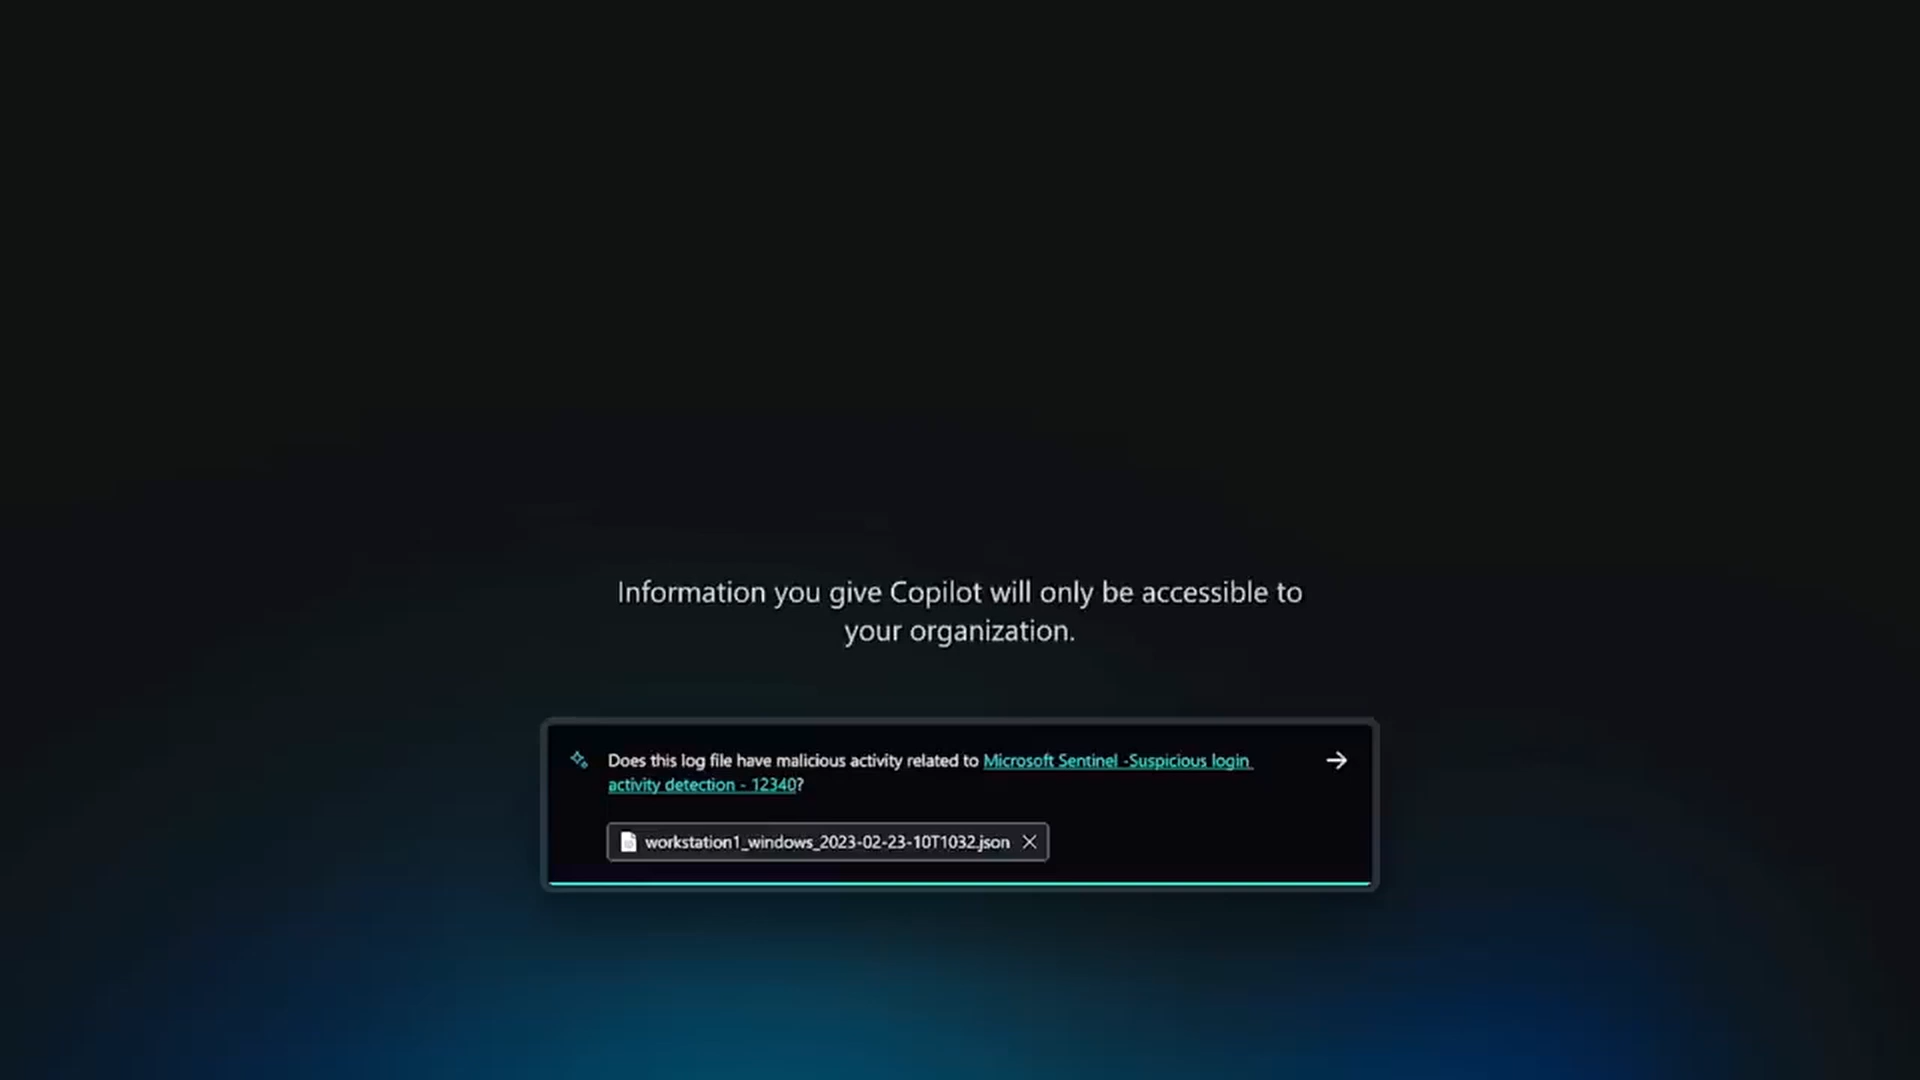 Information you give Copilot will only be accessible to
your organization.
Does this log file have malicious activity related to Microsoft Sentinel -Suspicious login
activity detection - 12340?
workstation1_windows_2023-02-23-10T1032.json